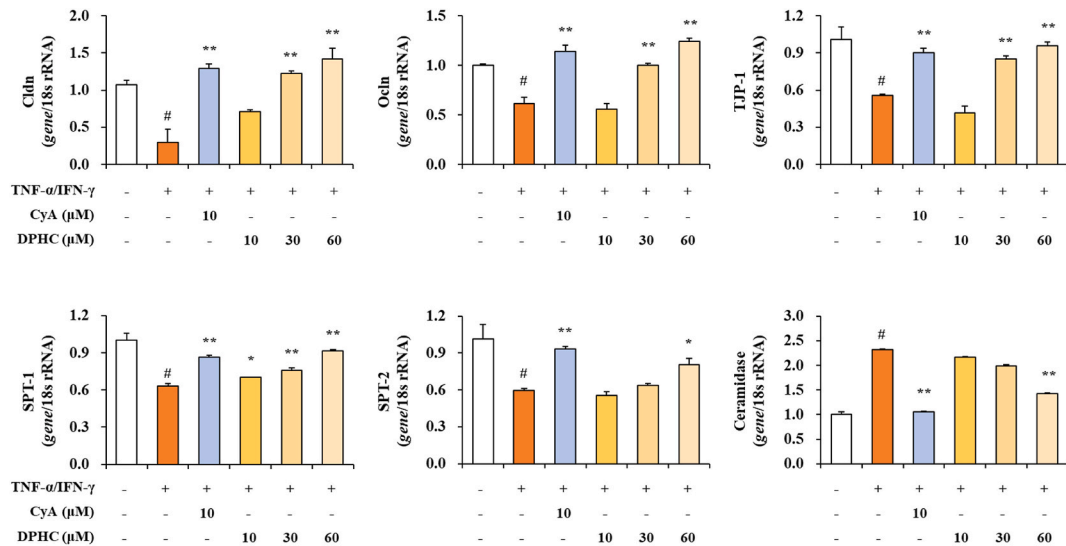 Cldn
(gene/18s rRNA)
2.0
1.5
1.0
0.5
0.0
#
**
**
**
TNF-α/IFN-γ - + + + + +
CyA (μM) - - 10 - - -
DPHC (μM) - - - 10 30 60
Ocln
(gene/18s rRNA)
1.5
1.0
0.5
0.0
#
**
**
**
- + + + + +
- - 10 - - -
- - - 10 30 60
TJP-1
(gene/18s rRNA)
1.2
0.9
0.6
0.3
0.0
#
**
**
**
- + + + + +
- - 10 - - -
- - - 10 30 60
SPT-1
(gene/18s rRNA)
1.2
0.9
0.6
0.3
0.0
#
**
*
**
**
TNF-α/IFN-γ - + + + + +
CyA (μM) - - 10 - - -
DPHC (μM) - - - 10 30 60
SPT-2
(gene/18s rRNA)
1.2
0.9
0.6
0.3
0.0
#
**
*
- + + + + +
- - 10 - - -
- - - 10 30 60
Ceramidase
(gene/18s rRNA)
3.0
2.5
2.0
1.5
1.0
0.5
0.0
#
**
**
- + + + + +
- - 10 - - -
- - - 10 30 60